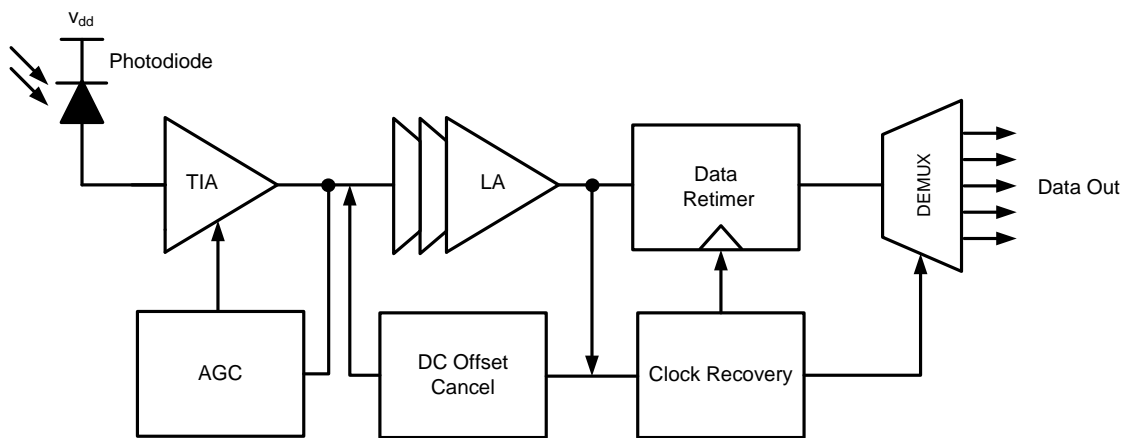 Vdd
Photodiode
TIA
LA
Data
Retimer
DEMUX
Data Out
AGC
DC Offset
Cancel
Clock Recovery